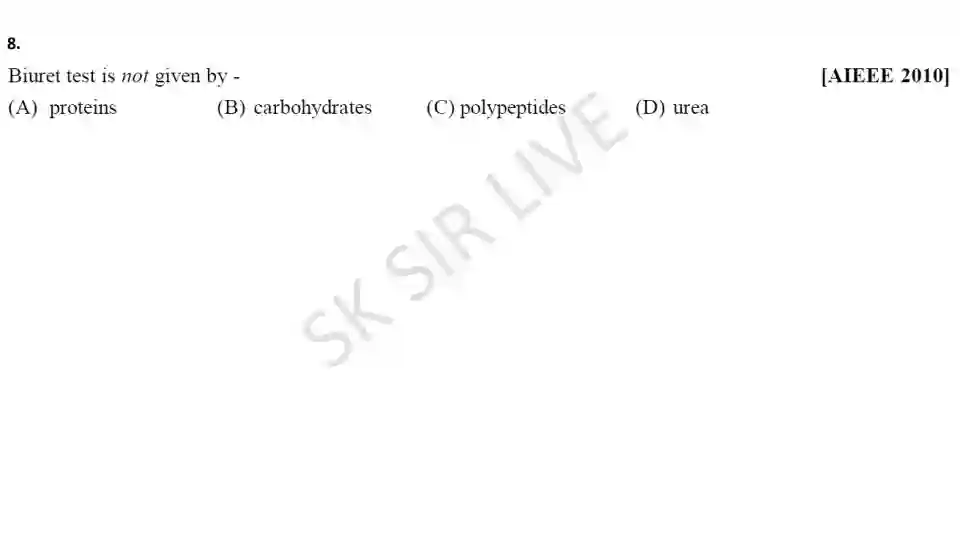 8.
Biuret test is not given by - [AIEEE 2010]
(A) proteins (B) carbohydrates (C) polypeptides (D) urea
SK SIR LIVE